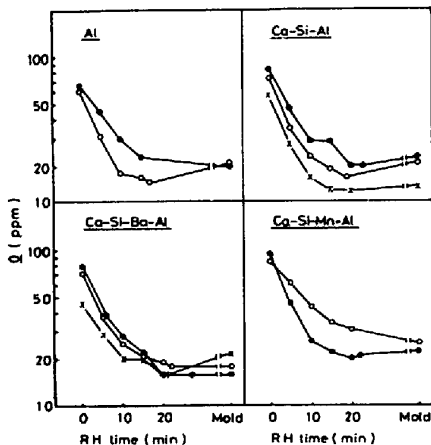 Al
Ca-Si-Al
100
50
20
10
100
50
20
10
O (ppm)
Ca-Si-Ba-Al
Ca-Si-Mn-Al
0 10 20 Mold
0 10 20 Mold
RH time (min)
RH time (min)